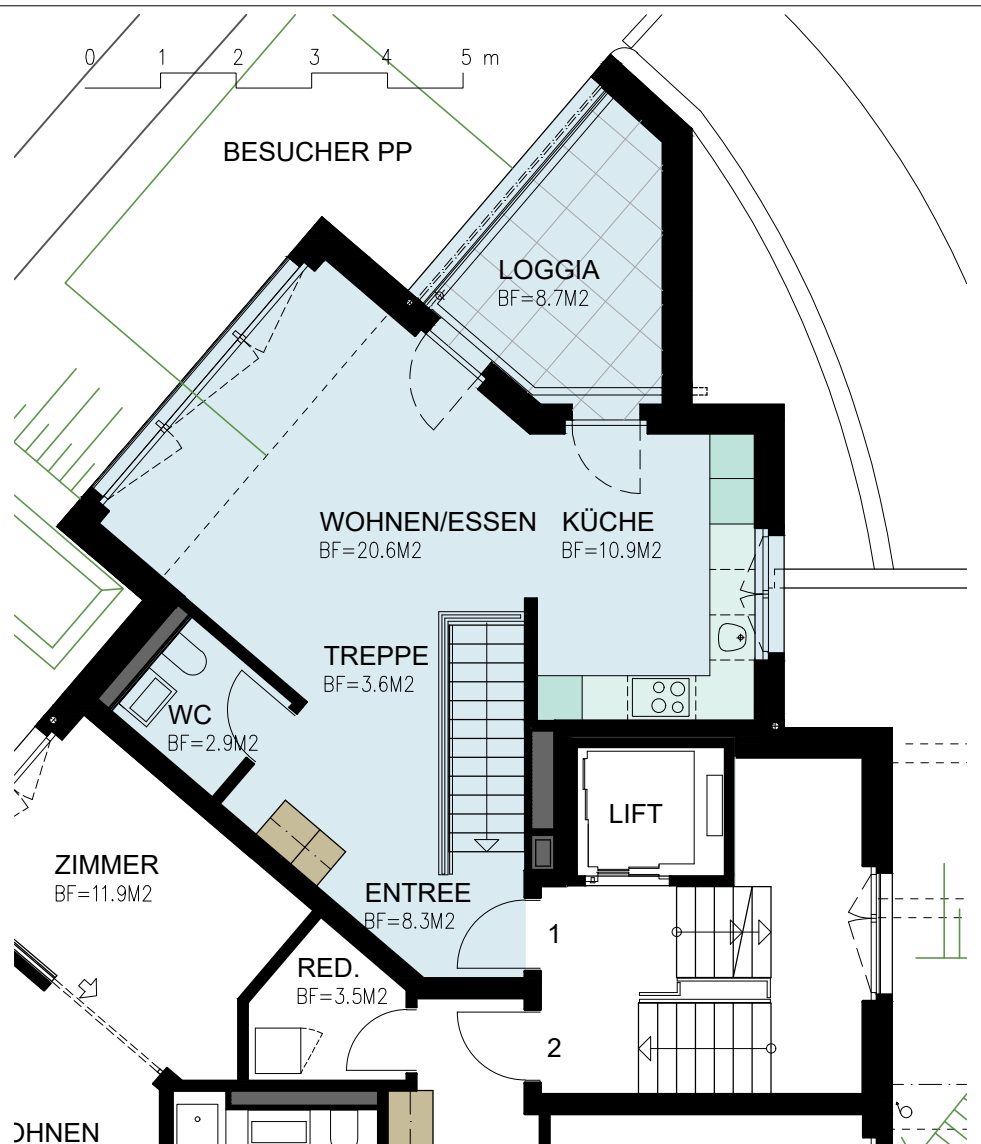 0 1 2 3 4 5 m
BESUCHER PP
LOGGIA
BF=8.7M2
WOHNEN/ESSEN
BF=20.6M2
KÜCHE
BF=10.9M2
TREPPE
BF=3.6M2
WC
BF=2.9M2
LIFT
ZIMMER
BF=11.9M2
ENTREE
BF=8.3M2
1
RED.
BF=3.5M2
2
OHNEN